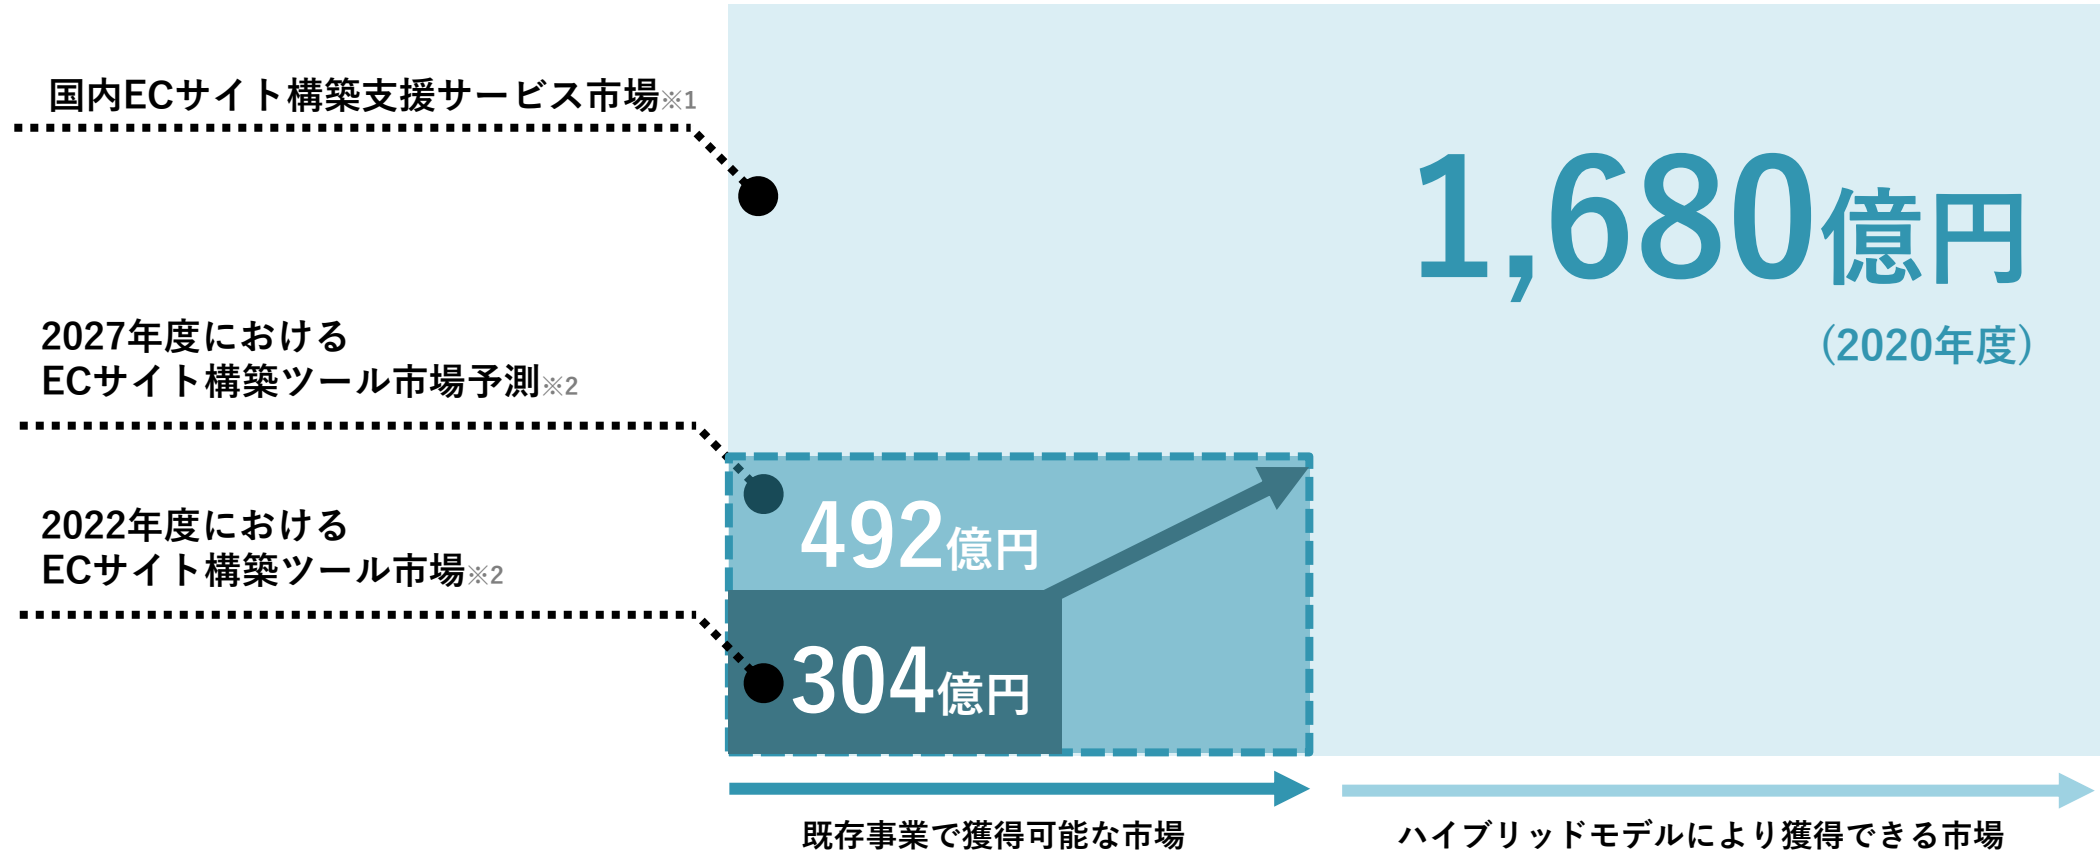 国内ECサイト構築支援サービス市場※1
1,680億円
(2020年度)
2027年度における
ECサイト構築ツール市場予測※2
492億円
2022年度における
ECサイト構築ツール市場※2
304億円
既存事業で獲得可能な市場
ハイブリッドモデルにより獲得できる市場